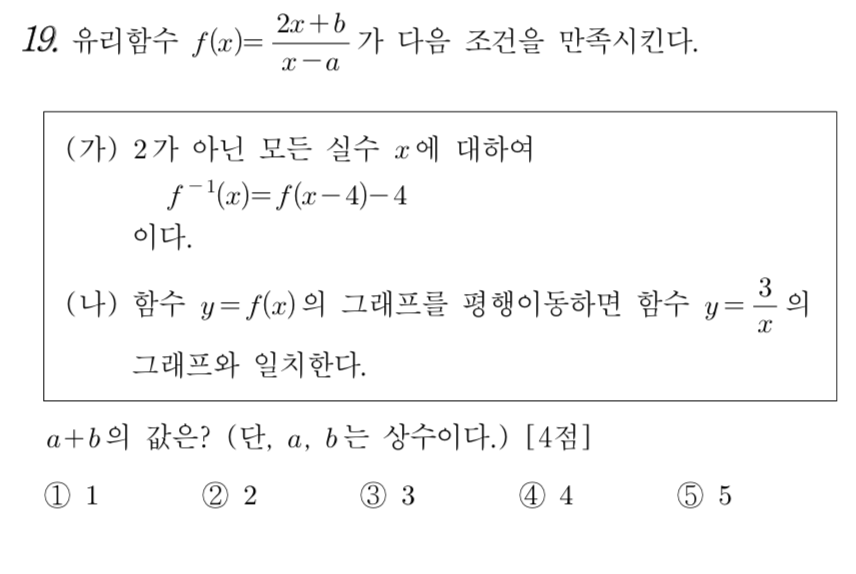 19. 유리함수 f(x)=\frac{2x+b}{x-a}가 다음 조건을 만족시킨다.
(가) 2가 아닌 모든 실수 x에 대하여
f^{-1}(x)=f(x-4)-4
이다.
(나) 함수 y=f(x)의 그래프를 평행이동하면 함수 y=\frac{3}{x}의
그래프와 일치한다.
a+b의 값은? (단, a, b는 상수이다.) [4점]
① 1 ② 2 ③ 3 ④ 4 ⑤ 5